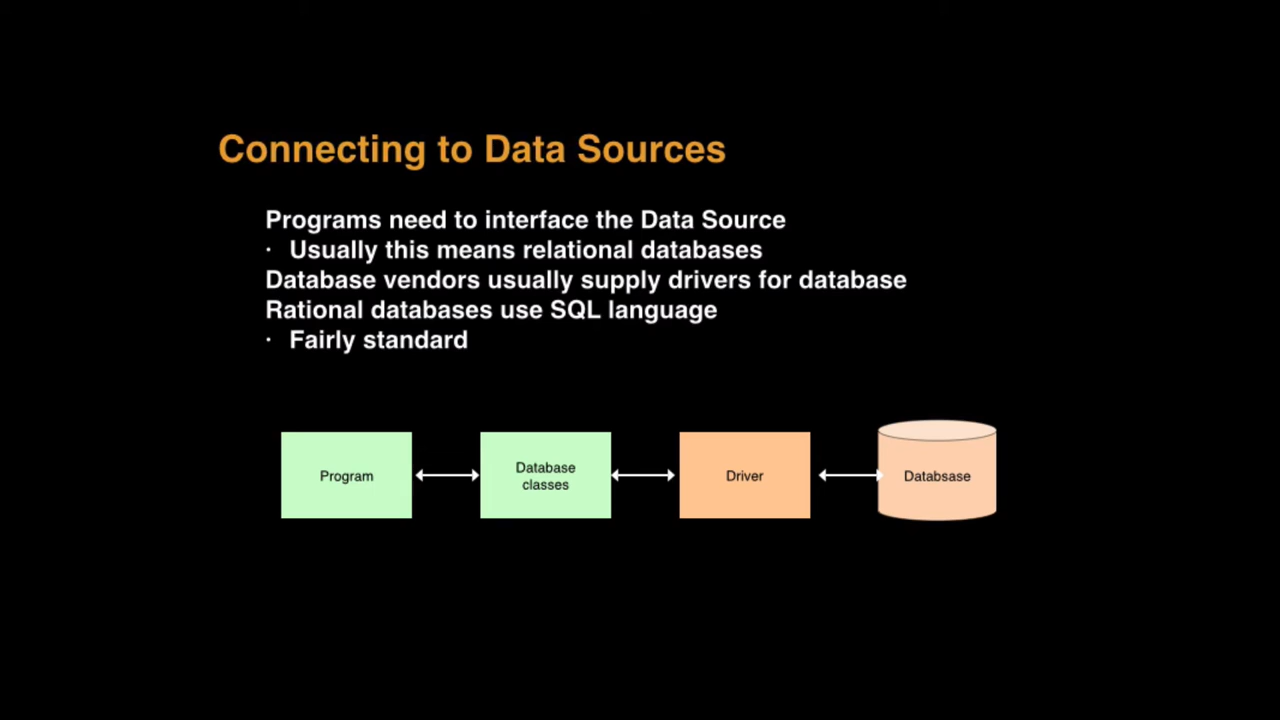 Connecting to Data Sources
Programs need to interface the Data Source
· Usually this means relational databases
Database vendors usually supply drivers for database
Rational databases use SQL language
· Fairly standard
Program
Database
classes
Driver
Databsase